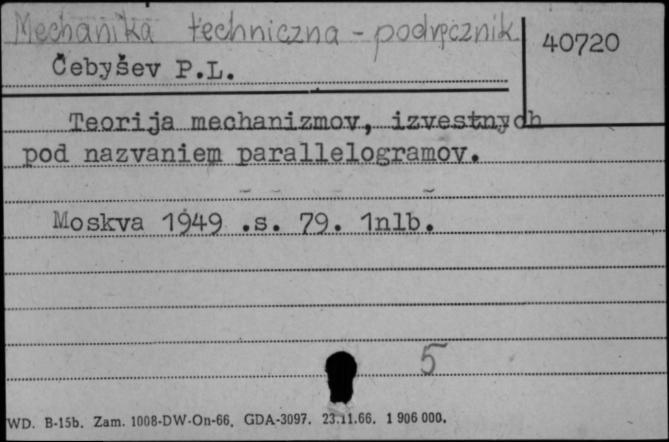 Mechanika techniczna - podręcznik.
40720
Čebyšev P.L.
Teorija mechanizmov, izvestnych
pod nazvaniem parallelogramov.
Moskva 1949 .s. 79. 1nlb.
5
WD. B-15b. Zam. 1008-DW-On-66. GDA-3097. 23.11.66. 1 906 000.